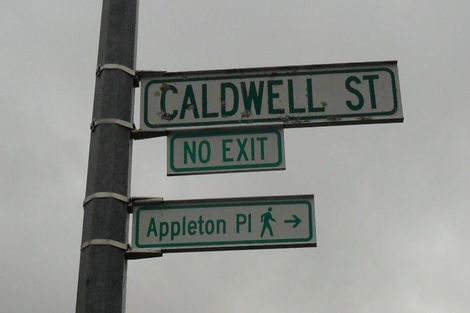 CALDWELL ST
NO EXIT
Appleton Pl